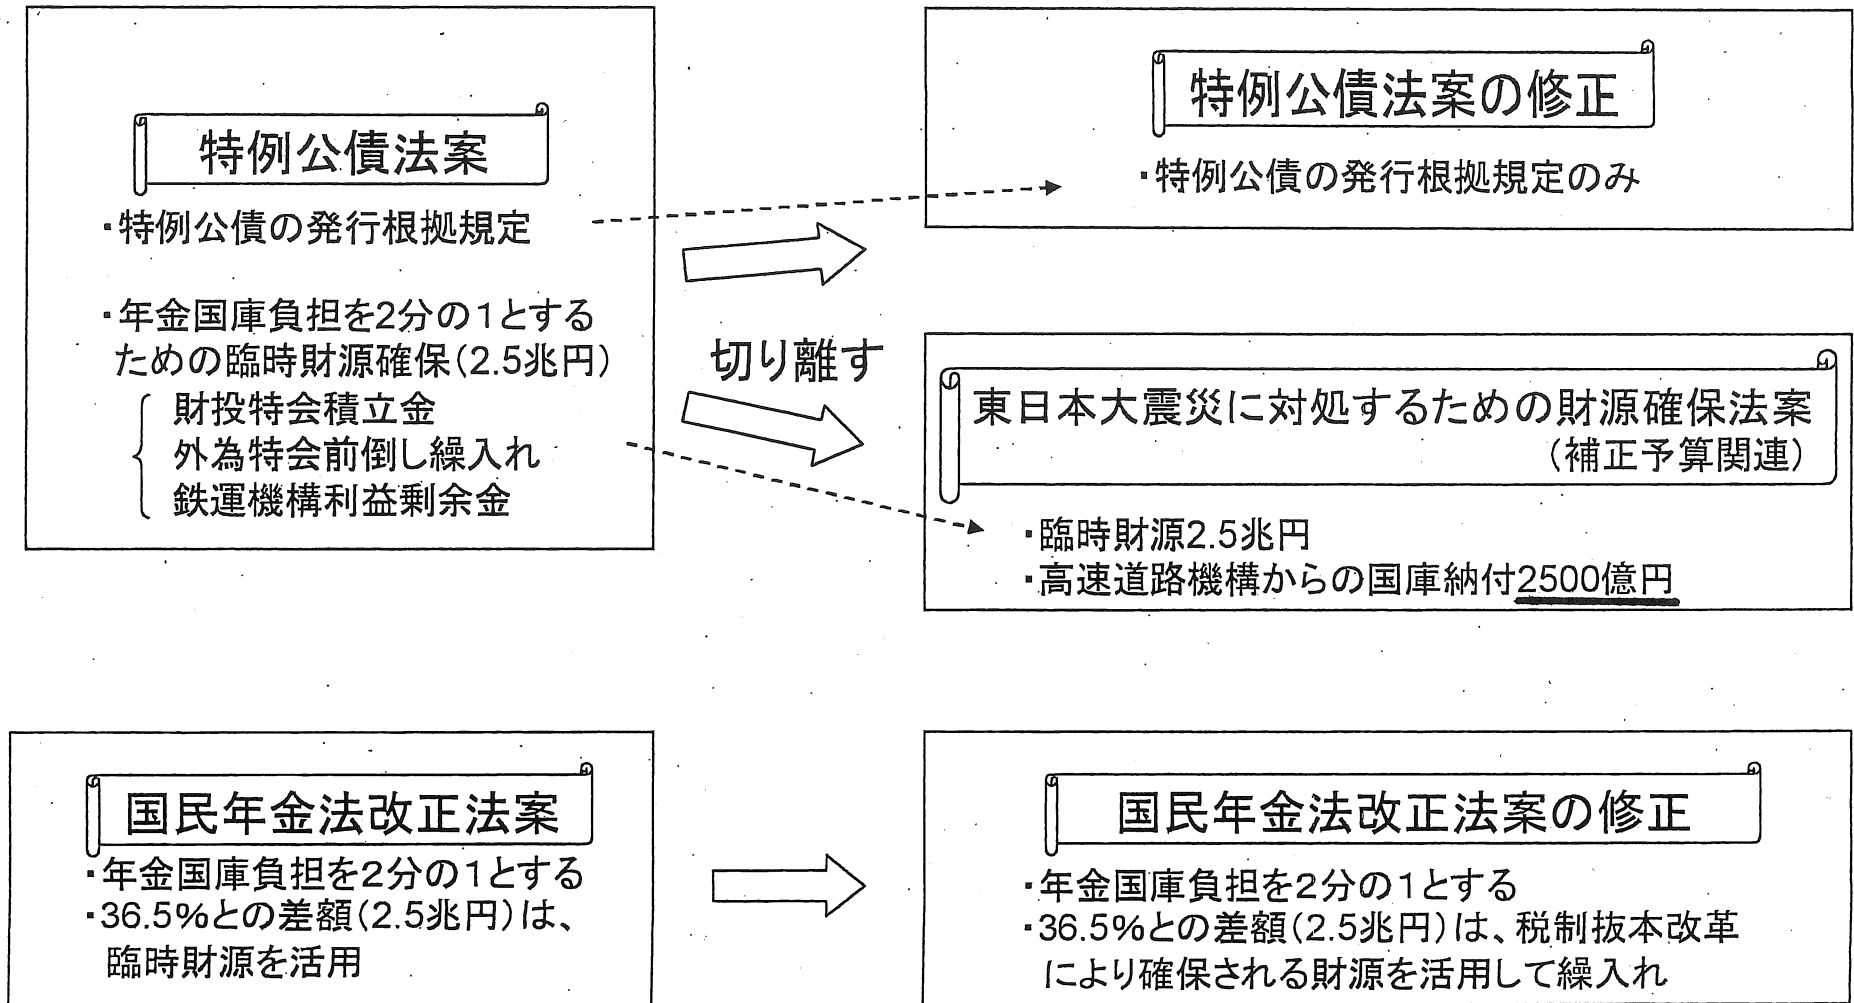 特例公債法案
・特例公債の発行根拠規定
・年金国庫負担を2分の1とする
ための臨時財源確保(2.5兆円)
財投特会積立金
外為特会前倒し繰入れ
鉄運機構利益剰余金
切り離す
特例公債法案の修正
・特例公債の発行根拠規定のみ
東日本大震災に対処するための財源確保法案
(補正予算関連)
・臨時財源2.5兆円
・高速道路機構からの国庫納付2500億円
国民年金法改正法案
・年金国庫負担を2分の1とする
・36.5%との差額(2.5兆円)は、
臨時財源を活用
国民年金法改正法案の修正
・年金国庫負担を2分の1とする
・36.5%との差額(2.5兆円)は、税制抜本改革
により確保される財源を活用して繰入れ